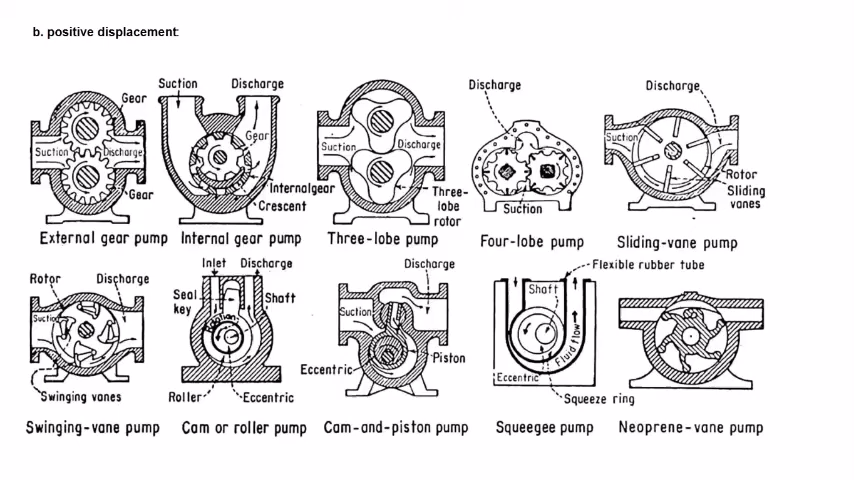 b. positive displacement:
Suction Discharge
Gear
Discharge
Discharge
Gear
Suction Discharge
Suction Discharge
Suction
Internal gear
Crescent
Gear
Three-
lobe
rotor
Suction
Rotor
Sliding
vanes
External gear pump Internal gear pump Three-lobe pump Four-lobe pump Sliding-vane pump
Inlet Discharge
Discharge
Flexible rubber tube
Rotor Discharge
Seal
key
Shaft
Shaft
Suction
Suction
Fluid flow
Eccentric
Piston
Eccentric
Swinging vanes
Roller
Eccentric
Squeeze ring
Swinging-vane pump Cam or roller pump Cam-and-piston pump Squeegee pump Neoprene-vane pump